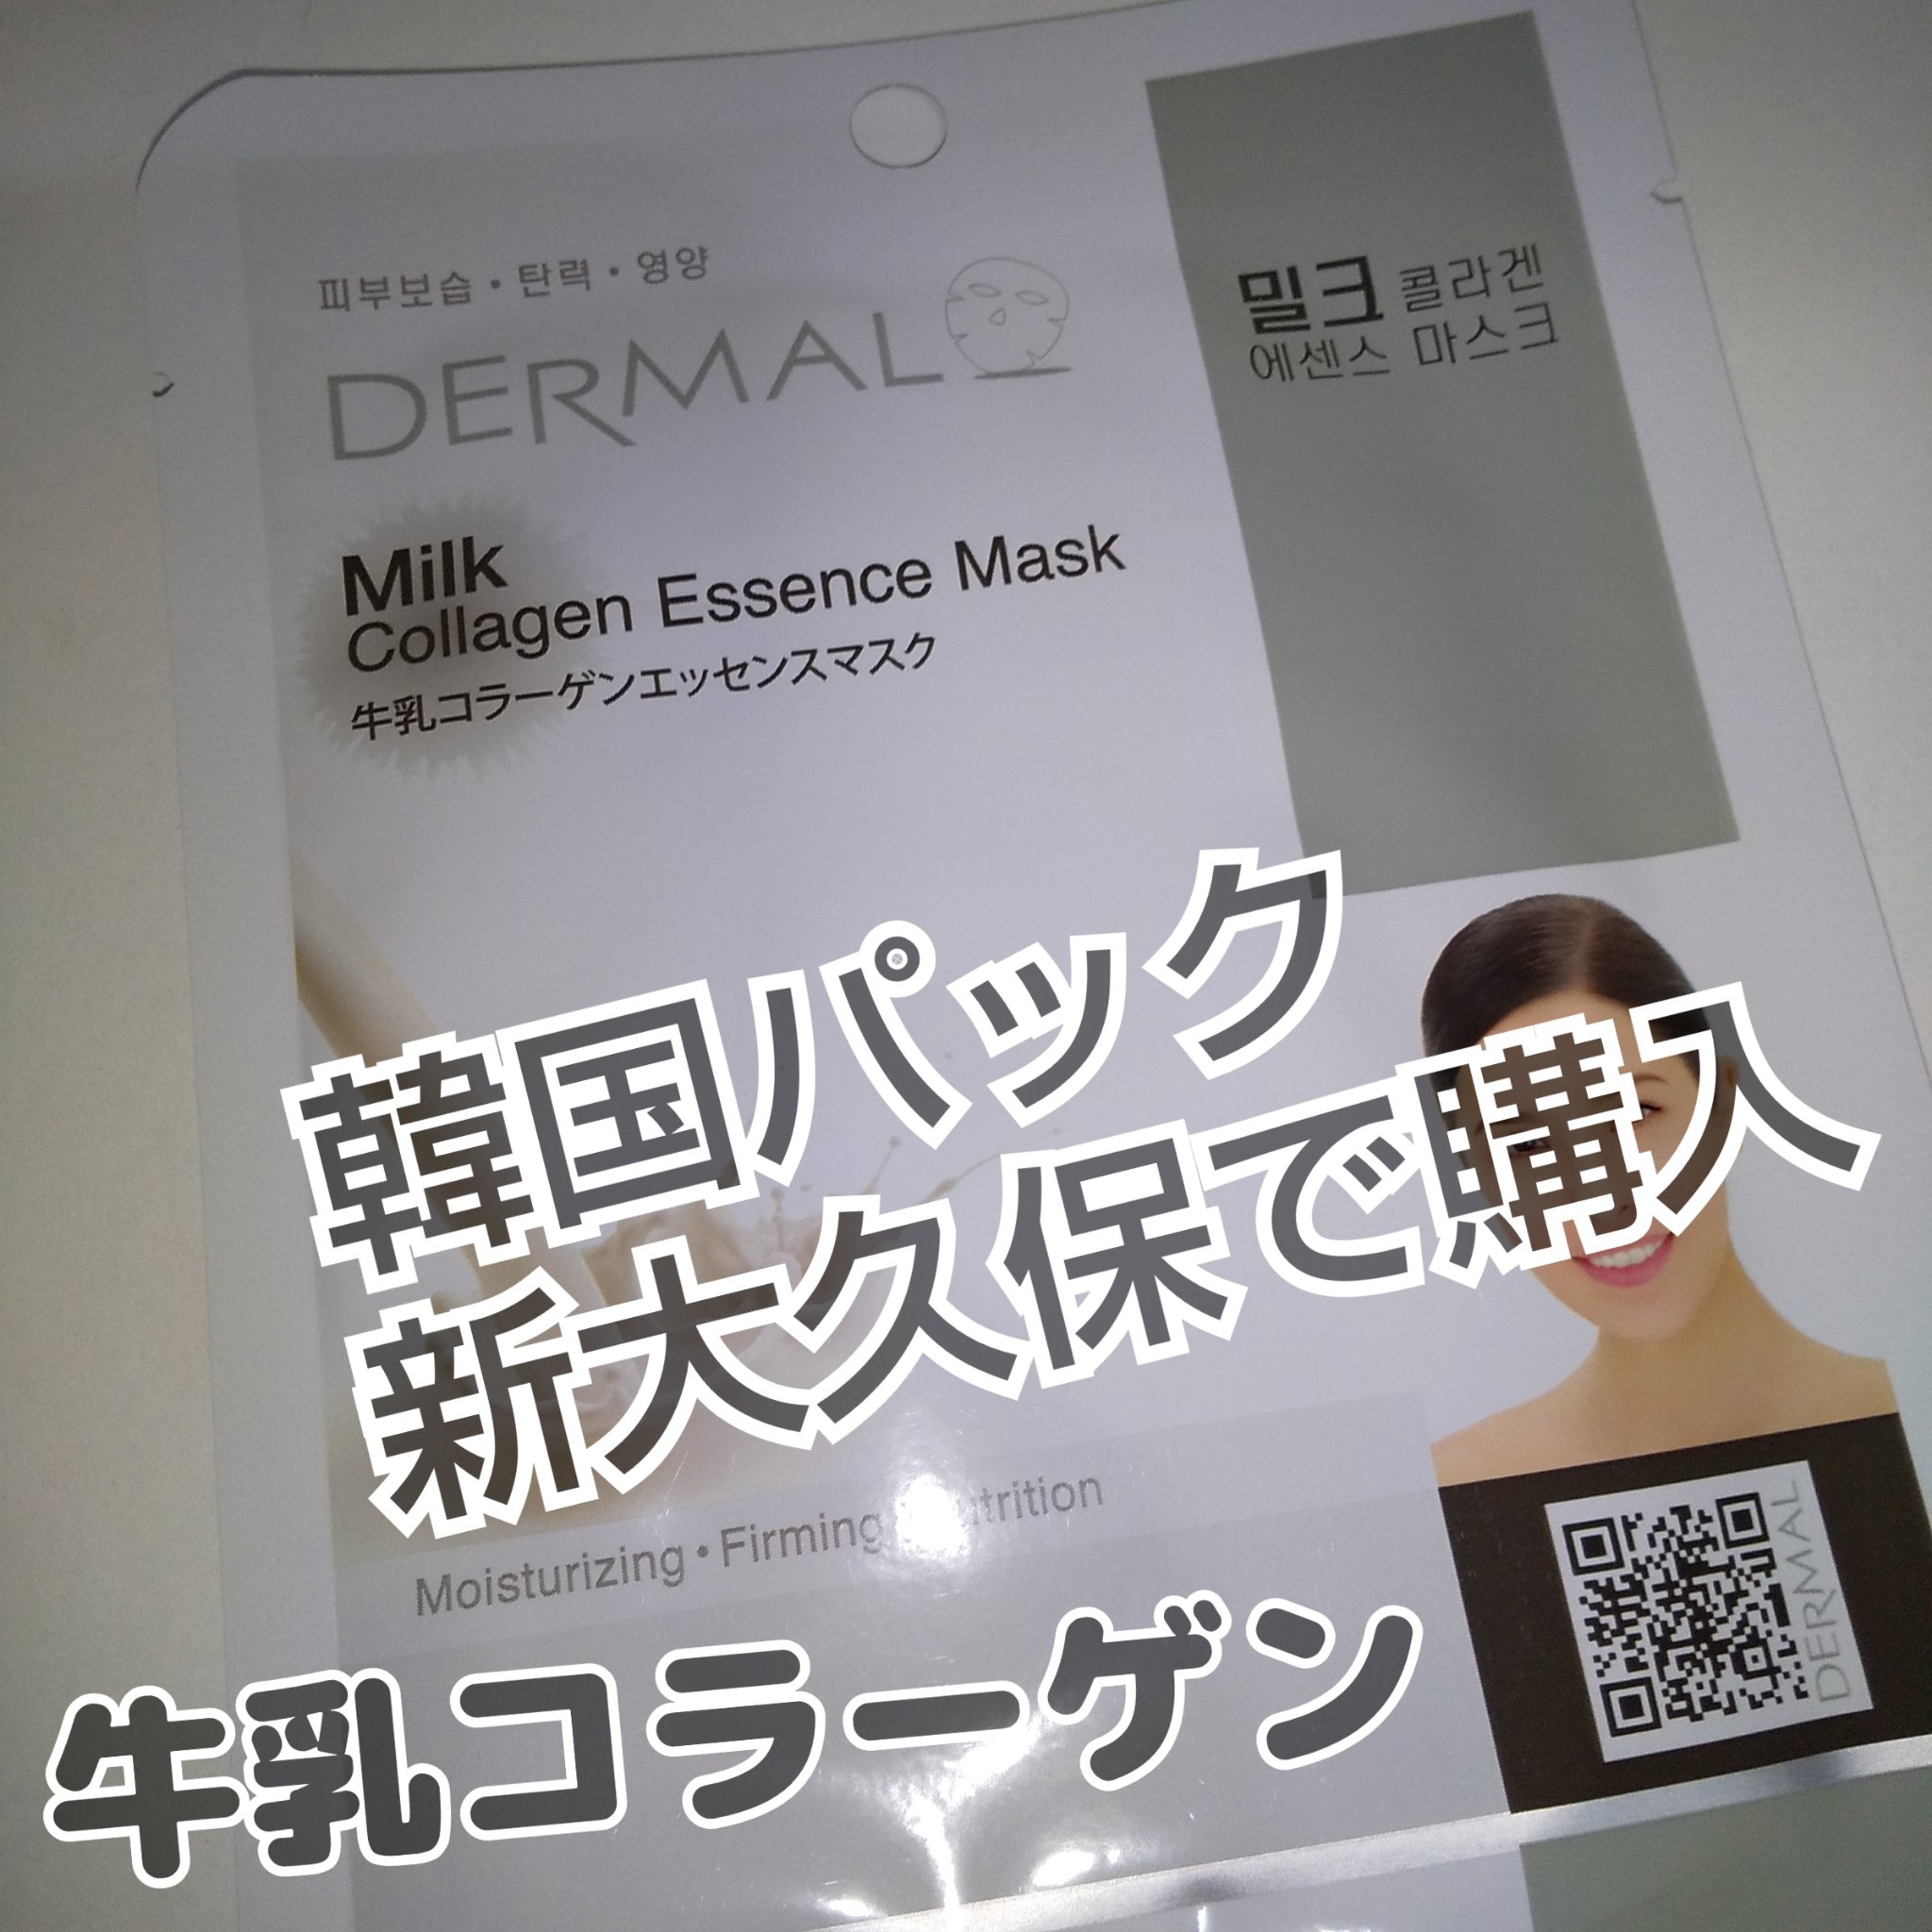 피부보습・탄력・영양
DERMAL
밀크 콜라겐
에센스 마스크
Milk
Collagen Essence Mask
牛乳コラーゲンエッセンスマスク
韓国パック
新大久保で購入
Moisturizing・Firming
牛乳コラーゲン
DERMAL